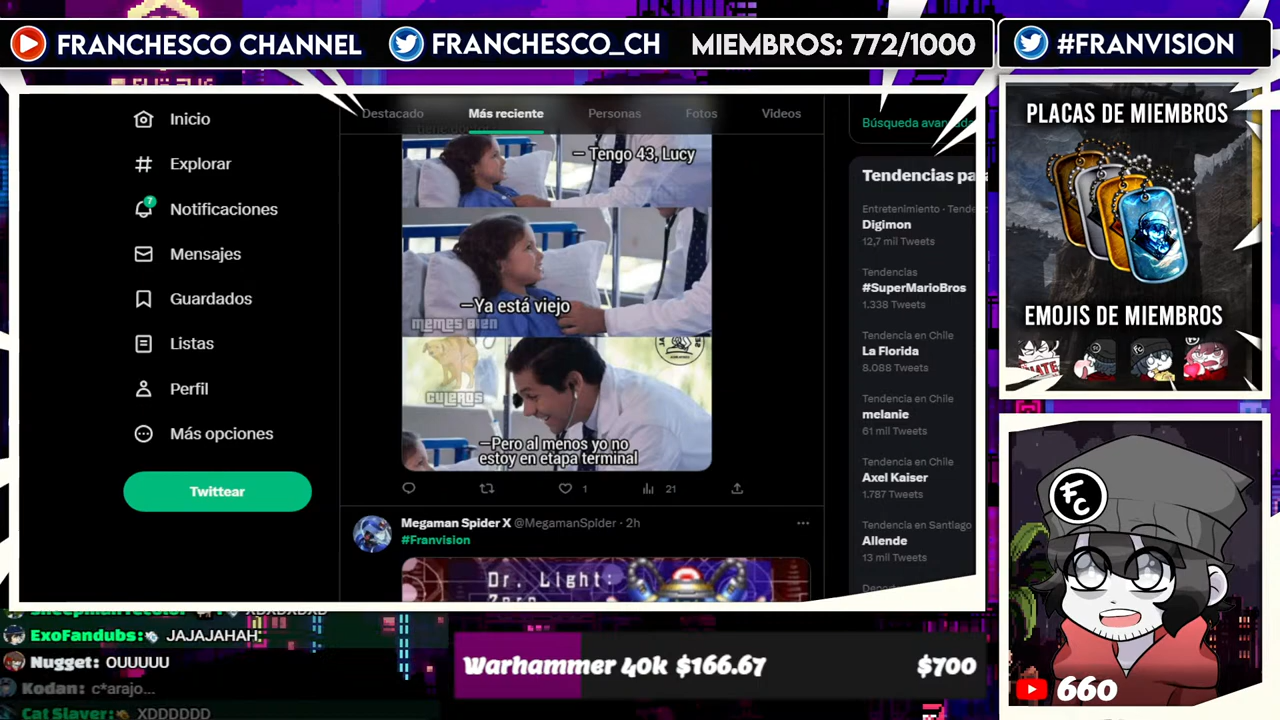 FRANCHESCO CHANNEL
FRANCHESCO_CH
MIEMBROS: 772/1000
#FRANVISION
Inicio
Explorar
7
Notificaciones
Mensajes
Guardados
Listas
Perfil
Más opciones
Twittear
Destacado
Más reciente
Personas
Fotos
Videos
— Tengo 43, Lucy
—Ya está viejo
MEMES BIEN
CULEROS
—Pero al menos yo no
estoy en etapa terminal
1
21
Megaman Spider X @MegamanSpider · 2h
#Franvision
Dr. Light:
Búsqueda
Tendencias
Entretenimiento ·
Digimon
12,7 mil Tweets
Tendencias
#SuperMarioBros
1.338 Tweets
Tendencia en Chile
La Florida
8.088 Tweets
Tendencia en Chile
melanie
61 mil Tweets
Tendencia en Chile
Axel Kaiser
1.787 Tweets
Tendencia en Santiago
Allende
13 mil Tweets
PLACAS DE MIEMBROS
EMOJIS DE MIEMBROS
FC
660
XDXDXDXD
ExoFandubs: JAJAJAHAH
Nugget: OUUUUU
Kodan: c*arajo...
Cat Slaver: XDDDDDD
Warhammer 40k $166.67
$700